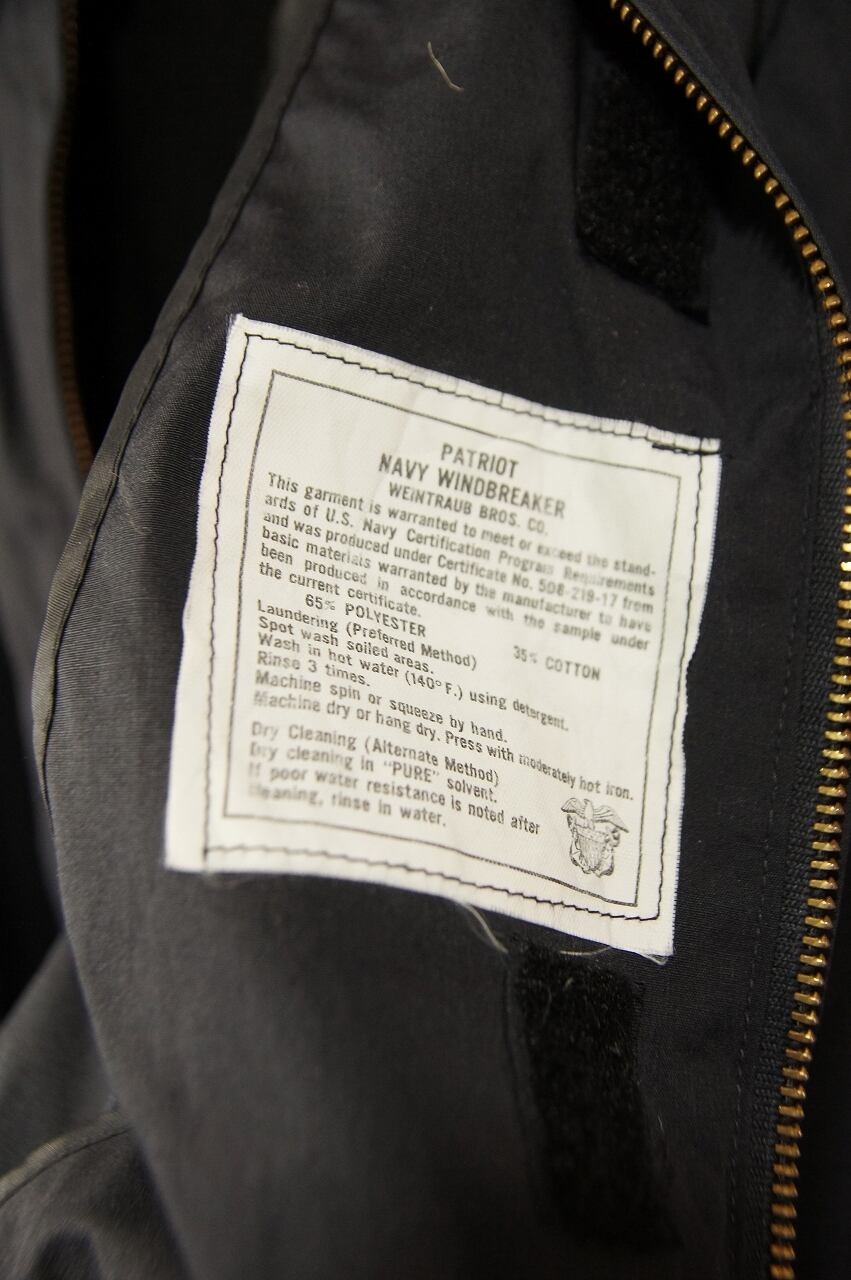 PATRIOT
NAVY WINDBREAKER
WEINTRAUB BROS. CO.
This garment is warranted to meet or exceed the stand-
ards of U.S. Navy Certification Program Requirements
and was produced under Certificate No. 508-219-17 from
basic materials warranted by the manufacturer to have
been produced in accordance with the sample under
the current certificate.
65% POLYESTER 35% COTTON
Laundering (Preferred Method)
Spot wash soiled areas.
Wash in hot water (140° F.) using detergent.
Rinse 3 times.
Machine spin or squeeze by hand.
Machine dry or hang dry. Press with moderately hot iron.
Dry Cleaning (Alternate Method)
Dry cleaning in "PURE" solvent.
If poor water resistance is noted after
cleaning, rinse in water.